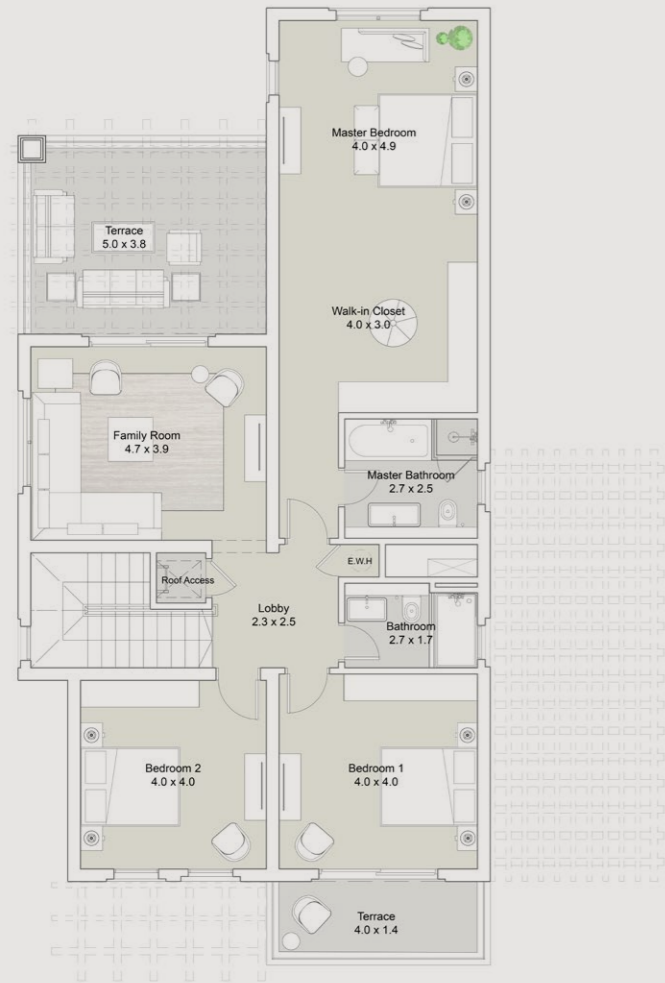 Master Bedroom
4.0 x 4.9
Terrace
5.0 x 3.8
Walk-in Closet
4.0 x 3.0
Family Room
4.7 x 3.9
Master Bathroom
2.7 x 2.5
E.W.H
Roof Access
Lobby
2.3 x 2.5
Bathroom
2.7 x 1.7
Bedroom 2
4.0 x 4.0
Bedroom 1
4.0 x 4.0
Terrace
4.0 x 1.4